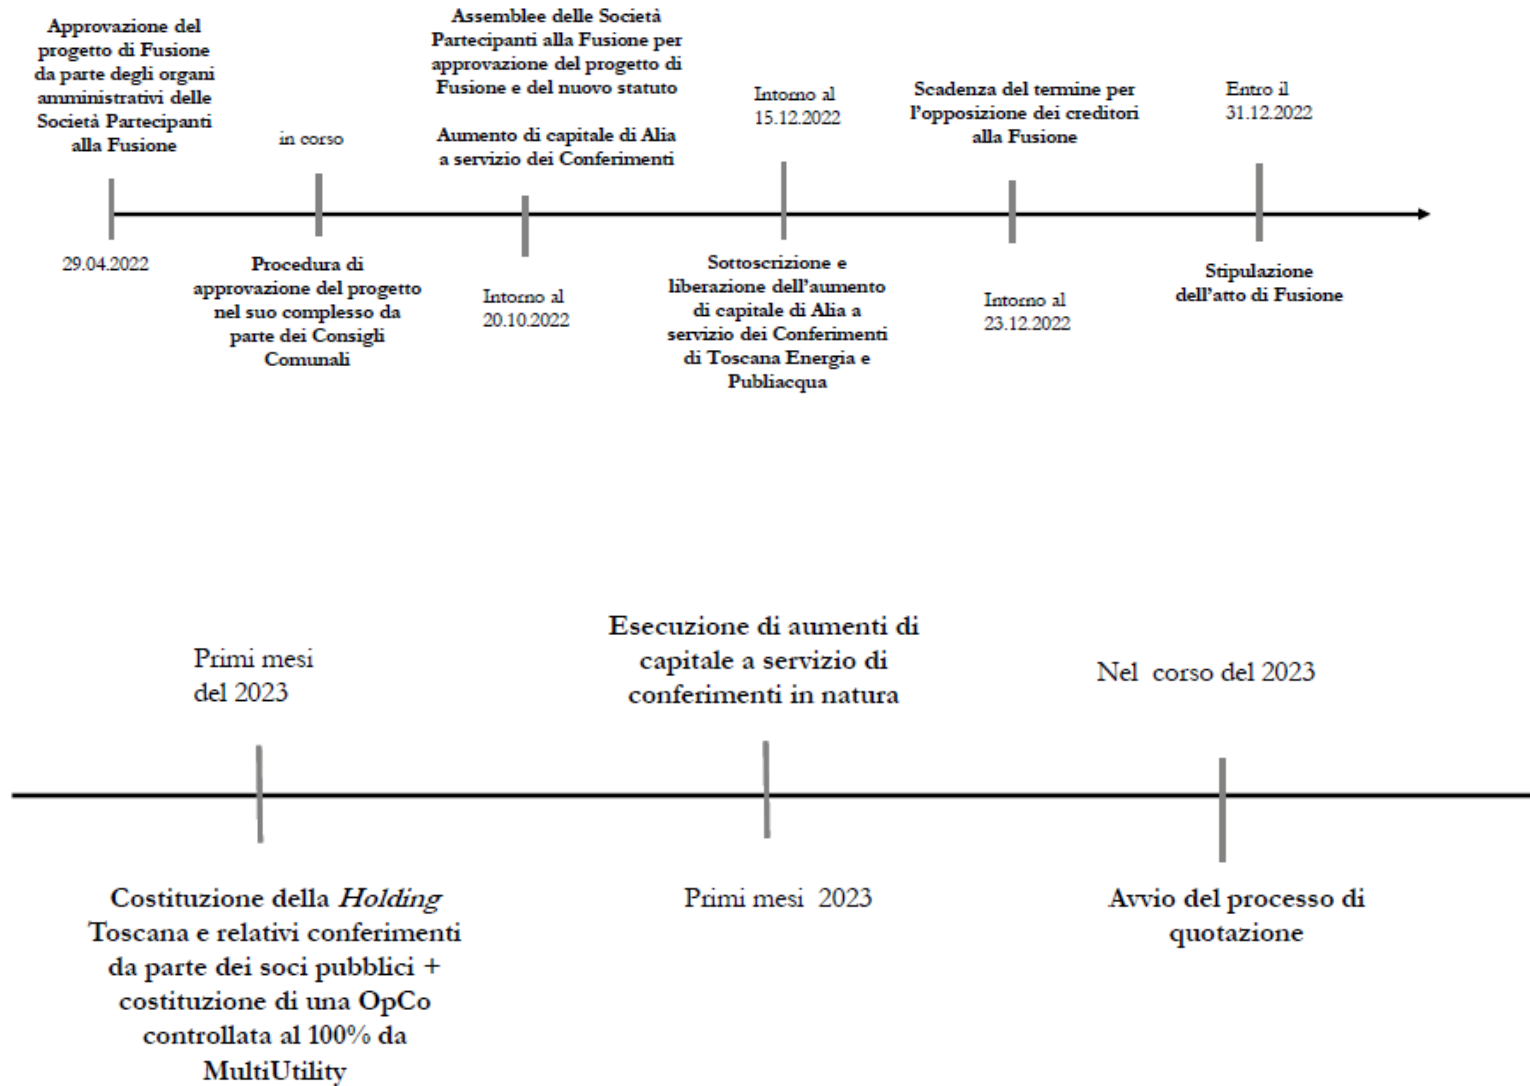 Approvazione del
progetto di Fusione
da parte degli organi
amministrativi delle
Società Partecipanti
alla Fusione
29.04.2022
in corso
Procedura di
approvazione del progetto
nel suo complesso da
parte dei Consigli
Comunali
Assemblee delle Società
Partecipanti alla Fusione per
approvazione del progetto di
Fusione e del nuovo statuto
Aumento di capitale di Alia
a servizio dei Conferimenti
Intorno al
20.10.2022
Intorno al
15.12.2022
Sottoscrizione e
liberazione dell'aumento
di capitale di Alia a
servizio dei Conferimenti
di Toscana Energia e
Publiacqua
Scadenza del termine per
l'opposizione dei creditori
alla Fusione
Intorno al
23.12.2022
Entro il
31.12.2022
Stipulazione
dell'atto di Fusione
Primi mesi
del 2023
Costituzione della Holding
Toscana e relativi conferimenti
da parte dei soci pubblici +
costituzione di una OpCo
controllata al 100% da
MultiUtility
Esecuzione di aumenti di
capitale a servizio di
conferimenti in natura
Primi mesi 2023
Nel corso del 2023
Avvio del processo di
quotazione